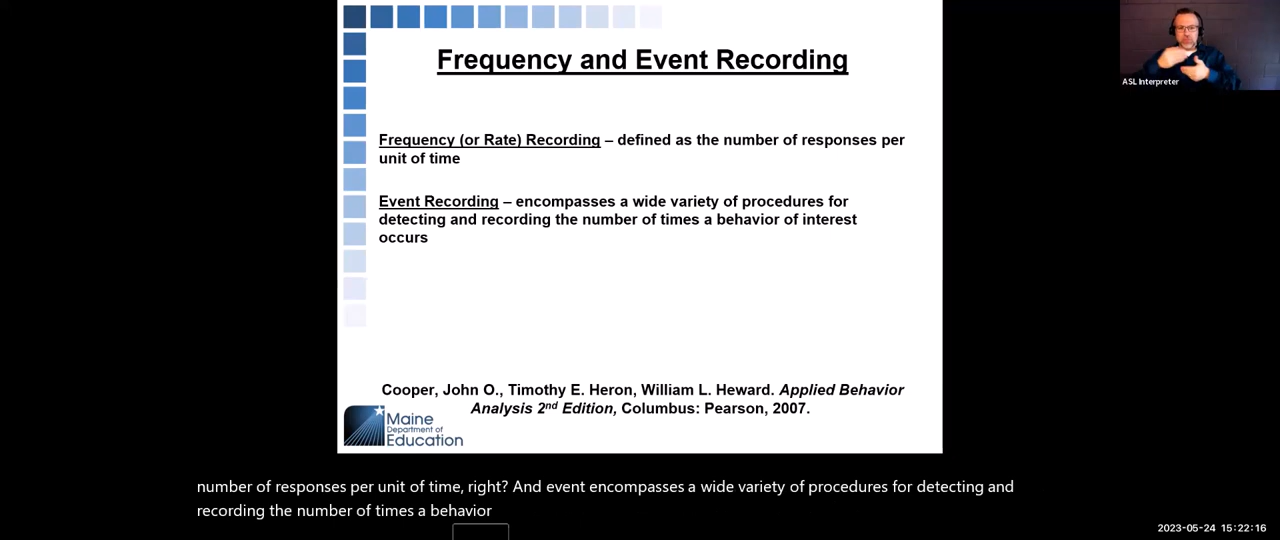 Frequency and Event Recording
ASL Interpreter
Frequency (or Rate) Recording – defined as the number of responses per
unit of time
Event Recording – encompasses a wide variety of procedures for
detecting and recording the number of times a behavior of interest
occurs
Cooper, John O., Timothy E. Heron, William L. Heward. Applied Behavior
Analysis 2nd Edition, Columbus: Pearson, 2007.
Maine
Department of
Education
number of responses per unit of time, right? And event encompasses a wide variety of procedures for detecting and
recording the number of times a behavior
2023-05-24 15:22:16